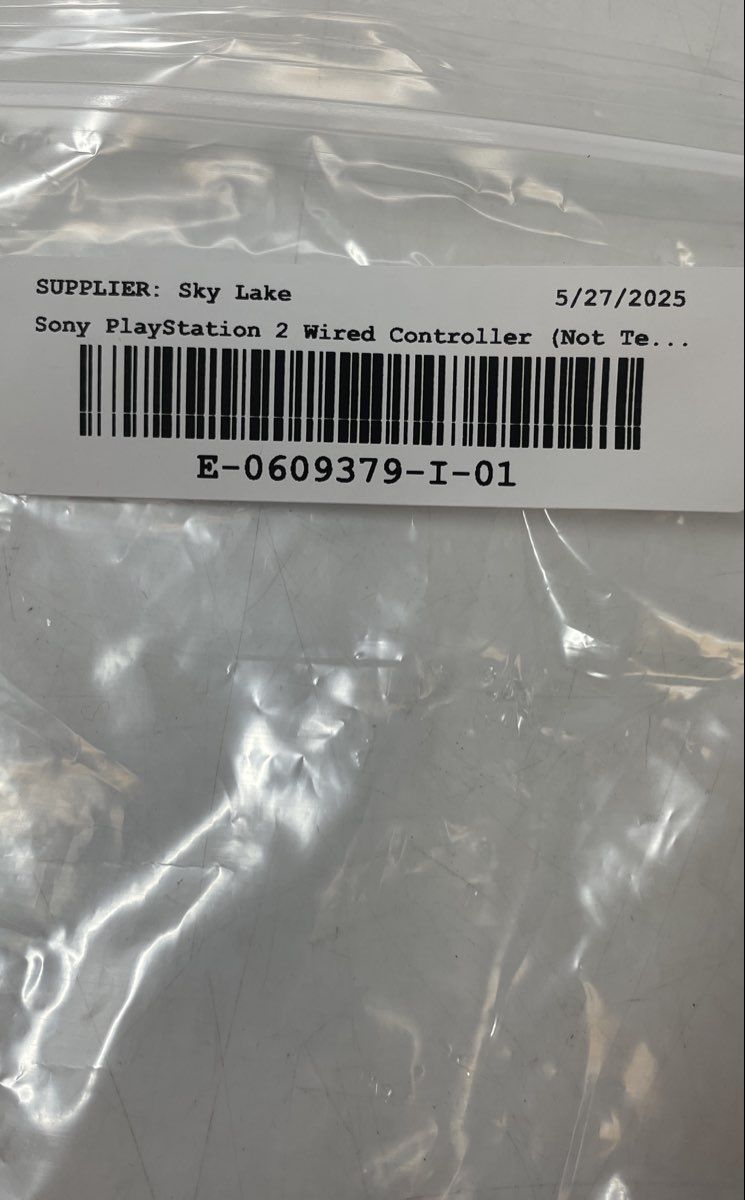 SUPPLIER: Sky Lake 5/27/2025
Sony PlayStation 2 Wired Controller (Not Te...
E-0609379-I-01